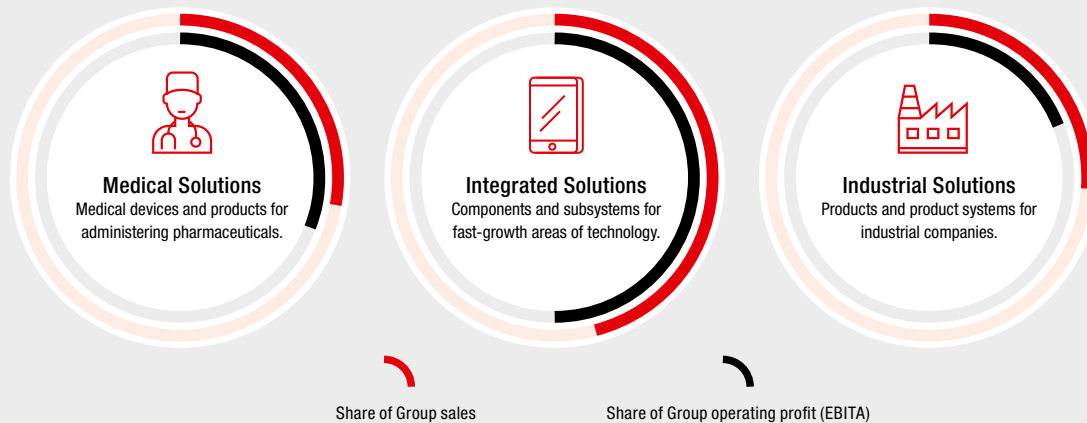 Medical Solutions
Medical devices and products for
administering pharmaceuticals.
Integrated Solutions
Components and subsystems for
fast-growth areas of technology.
Industrial Solutions
Products and product systems for
industrial companies.
Share of Group sales
Share of Group operating profit (EBITA)